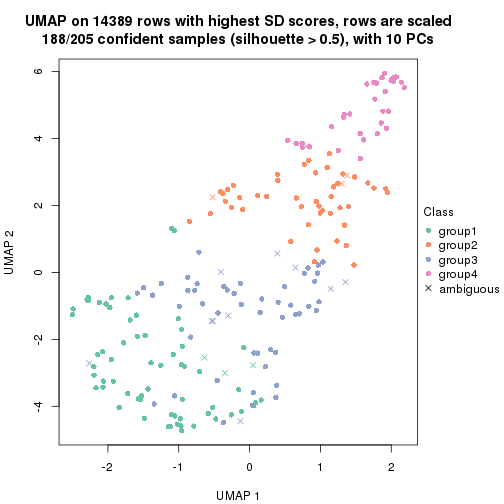 UMAP on 14389 rows with highest SD scores, rows are scaled
188/205 confident samples (silhouette > 0.5), with 10 PCs
6
4
2
0
-2
-4
UMAP 2
-2
-1
0
1
2
UMAP 1
Class
group1
group2
group3
group4
ambiguous